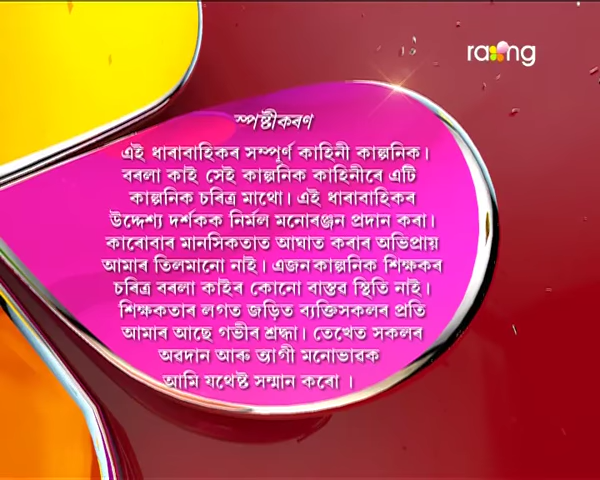 rang
স্পষ্টীকৰণ
এই ধাৰাবাহিকৰ সম্পূৰ্ণ কাহিনী কাল্পনিক।
বৰলা কাই সেই কাল্পনিক কাহিনীৰে এটি
কাল্পনিক চৰিত্ৰ মাথো। এই ধাৰাবাহিকৰ
উদ্দেশ্য দৰ্শকক নিৰ্মল মনোৰঞ্জন প্ৰদান কৰা।
কাৰোবাৰ মানসিকতাত আঘাত কৰাৰ অভিপ্ৰায়
আমাৰ তিলমানো নাই। এজন কাল্পনিক শিক্ষকৰ
চৰিত্ৰ বৰলা কাইৰ কোনো বাস্তৱ স্থিতি নাই।
শিক্ষকতাৰ লগত জড়িত ব্যক্তিসকলৰ প্ৰতি
আমাৰ আছে গভীৰ শ্ৰদ্ধা। তেখেত সকলৰ
অৱদান আৰু ত্যাগী মনোভাৱক
আমি যথেষ্ট সন্মান কৰো ।